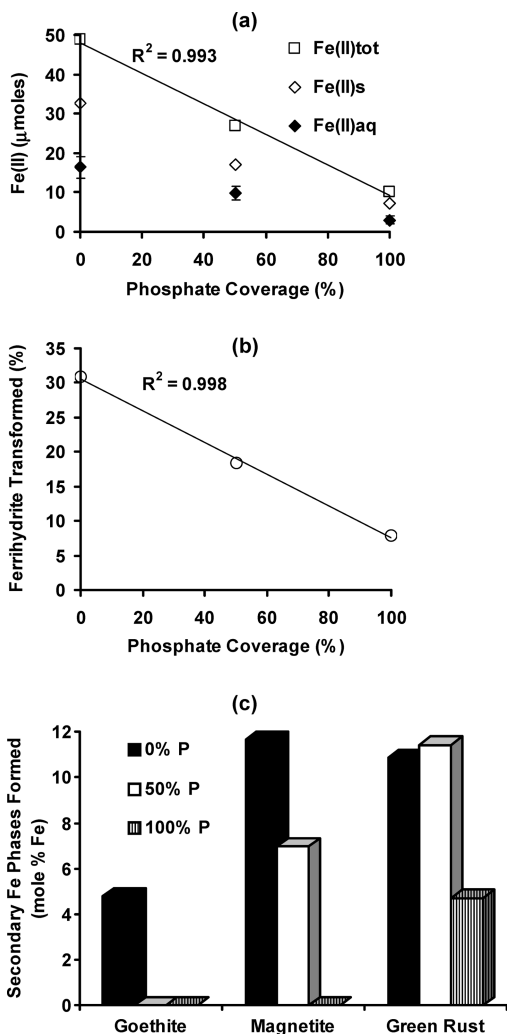 (a)
50
40
30
20
10
0
Fe(II) (μmoles)
R² = 0.993
Fe(II)tot
Fe(II)s
Fe(II)aq
0 20 40 60 80 100
Phosphate Coverage (%)
(b)
35
30
25
20
15
10
5
0
Ferrihydrite Transformed (%)
R² = 0.998
0 20 40 60 80 100
Phosphate Coverage (%)
(c)
12
10
8
6
4
2
0
Secondary Fe Phases Formed
(mole % Fe)
0% P
50% P
100% P
Goethite Magnetite Green Rust